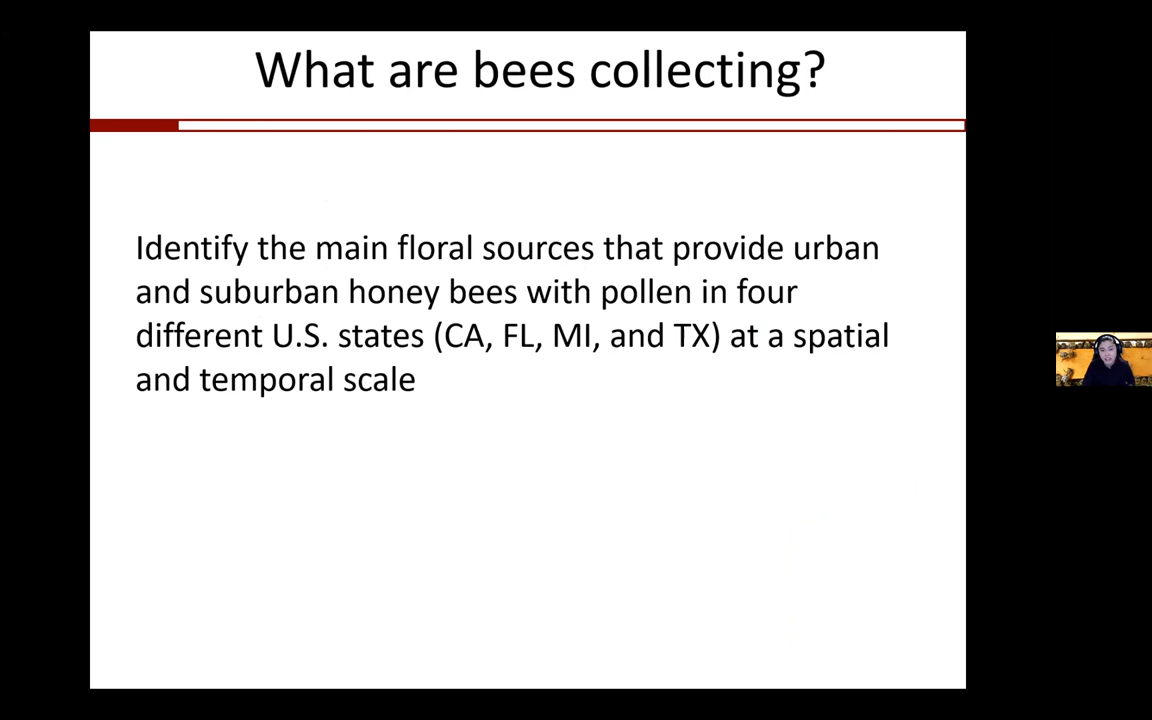 What are bees collecting?
Identify the main floral sources that provide urban
and suburban honey bees with pollen in four
different U.S. states (CA, FL, MI, and TX) at a spatial
and temporal scale